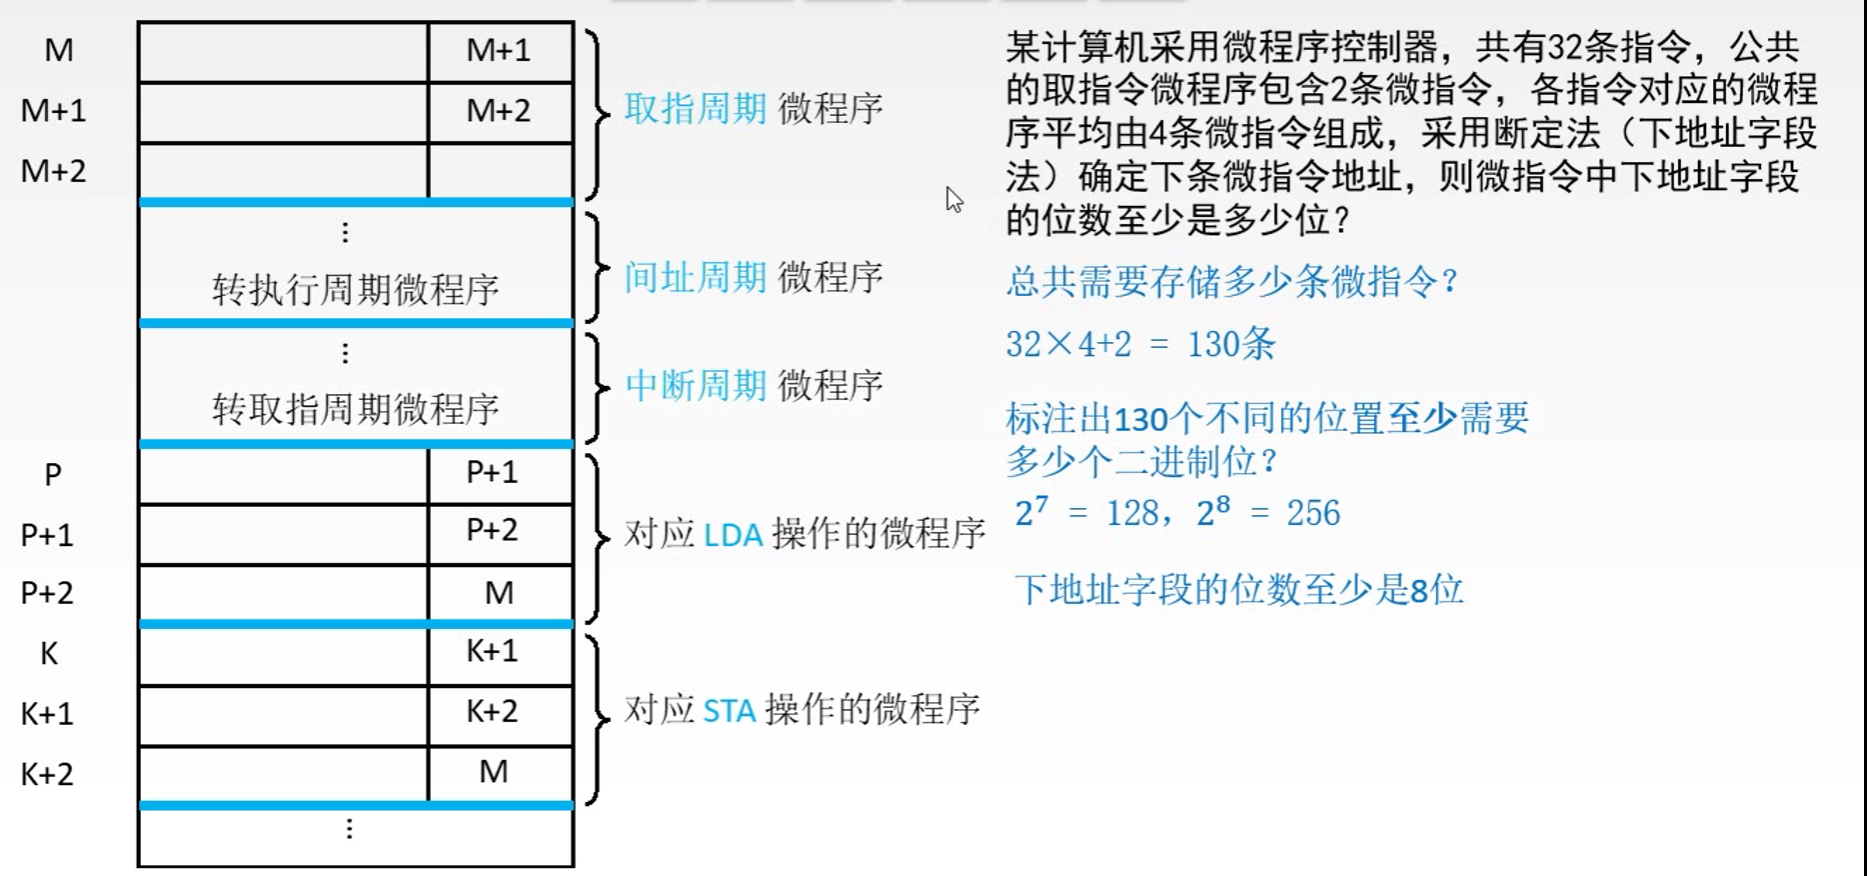 M
M+1
M+1
M+2
M+2
取指周期 微程序
⋮
转执行周期微程序
间址周期 微程序
⋮
转取指周期微程序
中断周期 微程序
P
P+1
P+1
P+2
P+2
M
对应 LDA 操作的微程序
K
K+1
K+1
K+2
K+2
M
对应 STA 操作的微程序
⋮
某计算机采用微程序控制器，共有32条指令，公共
的取指令微程序包含2条微指令，各指令对应的微程
序平均由4条微指令组成，采用断定法（下地址字段
法）确定下条微指令地址，则微指令中下地址字段
的位数至少是多少位？
总共需要存储多少条微指令？
32×4+2 = 130条
标注出130个不同的位置至少需要
多少个二进制位？
2⁷ = 128，2⁸ = 256
下地址字段的位数至少是8位